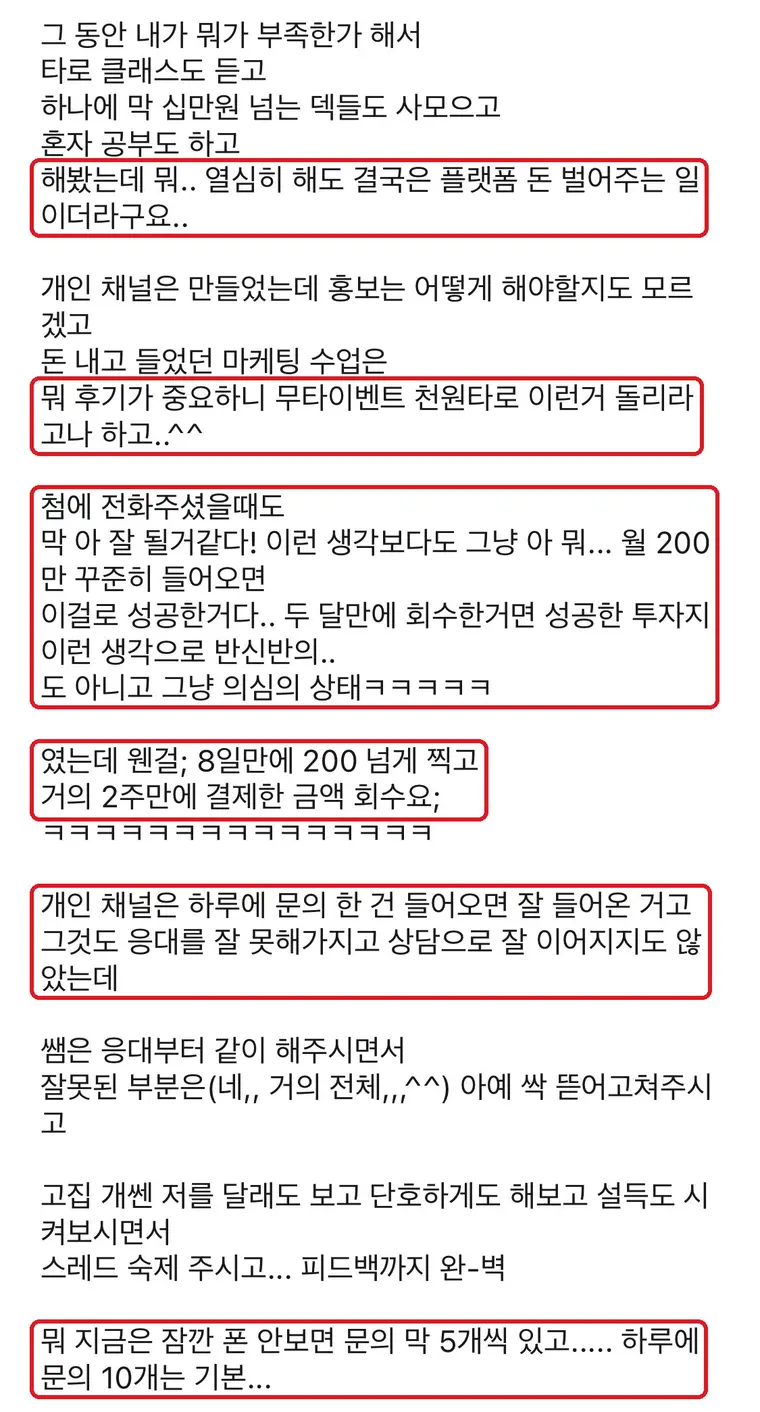 그 동안 내가 뭐가 부족한가 해서
타로 클래스도 듣고
하나에 막 십만원 넘는 덱들도 사모으고
혼자 공부도 하고
해봤는데 뭐.. 열심히 해도 결국은 플랫폼 돈 벌어주는 일
이더라구요..
개인 채널은 만들었는데 홍보는 어떻게 해야할지도 모르
겠고
돈 내고 들었던 마케팅 수업은
뭐 후기가 중요하니 무타이벤트 천원타로 이런거 돌리라
고나 하고..^^
첨에 전화주셨을때도
막 아 잘 될거같다! 이런 생각보다도 그냥 아 뭐... 월 200
만 꾸준히 들어오면
이걸로 성공한거다.. 두 달만에 회수한거면 성공한 투자지
이런 생각으로 반신반의..
도 아니고 그냥 의심의 상태ㅋㅋㅋㅋㅋ
였는데 웬걸; 8일만에 200 넘게 찍고
거의 2주만에 결제한 금액 회수요;
ㅋㅋㅋㅋㅋㅋㅋㅋㅋㅋㅋㅋㅋㅋㅋ
개인 채널은 하루에 문의 한 건 들어오면 잘 들어온 거고
그것도 응대를 잘 못해가지고 상담으로 잘 이어지지도 않
았는데
쌤은 응대부터 같이 해주시면서
잘못된 부분은(네,, 거의 전체,,,^^) 아예 싹 뜯어고쳐주시
고
고집 개쎈 저를 달래도 보고 단호하게도 해보고 설득도 시
켜보시면서
스레드 숙제 주시고... 피드백까지 완-벽
뭐 지금은 잠깐 폰 안보면 문의 막 5개씩 있고..... 하루에
문의 10개는 기본...